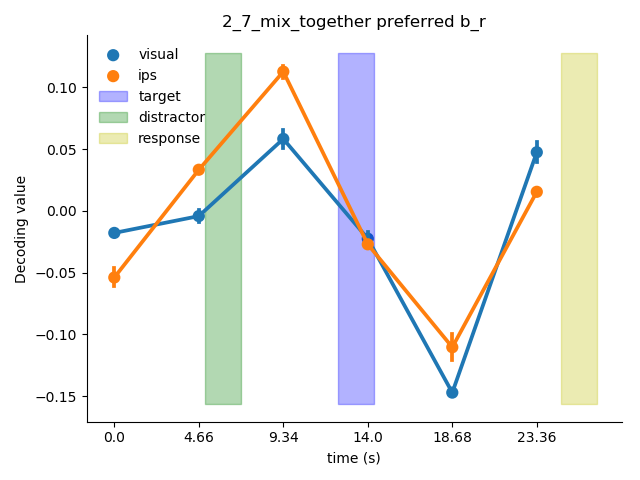 2_7_mix_together preferred b_r
visual
ips
target
distractor
response
Decoding value
0.10
0.05
0.00
−0.05
−0.10
−0.15
0.0 4.66 9.34 14.0 18.68 23.36
time (s)